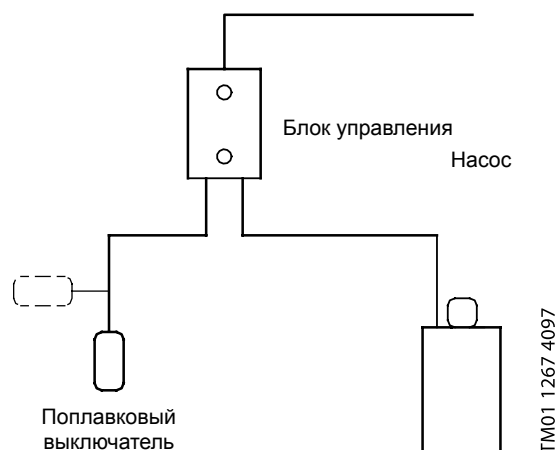 Блок управления
Насос
Поплавковый
выключатель
TM01 1267 4097